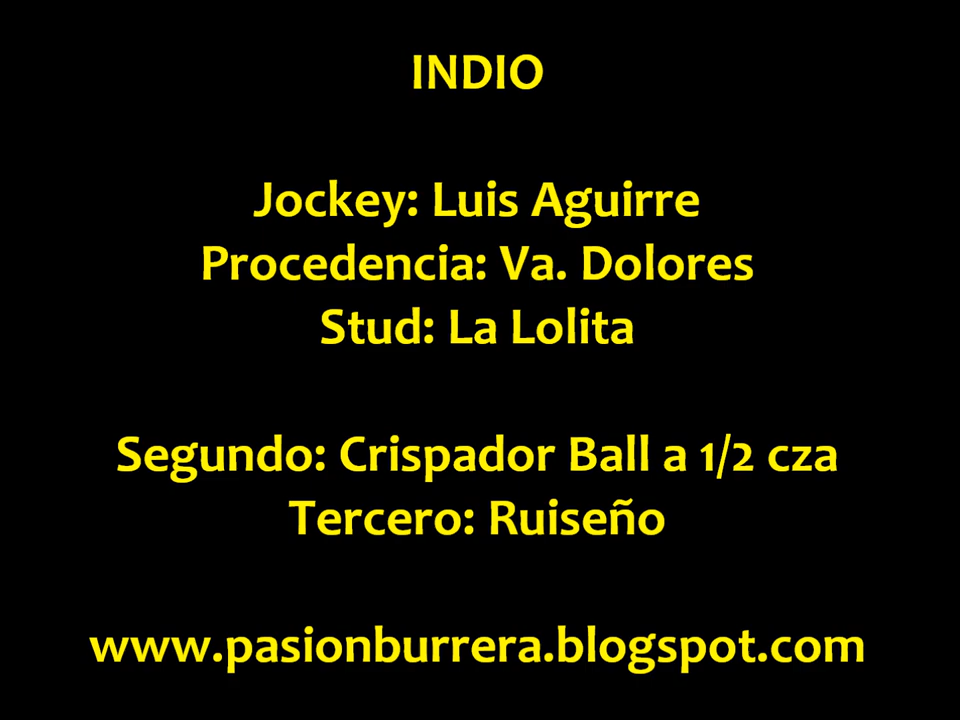 INDIO
Jockey: Luis Aguirre
Procedencia: Va. Dolores
Stud: La Lolita
Segundo: Crispador Ball a 1/2 cza
Tercero: Ruiseño
www.pasionburrera.blogspot.com